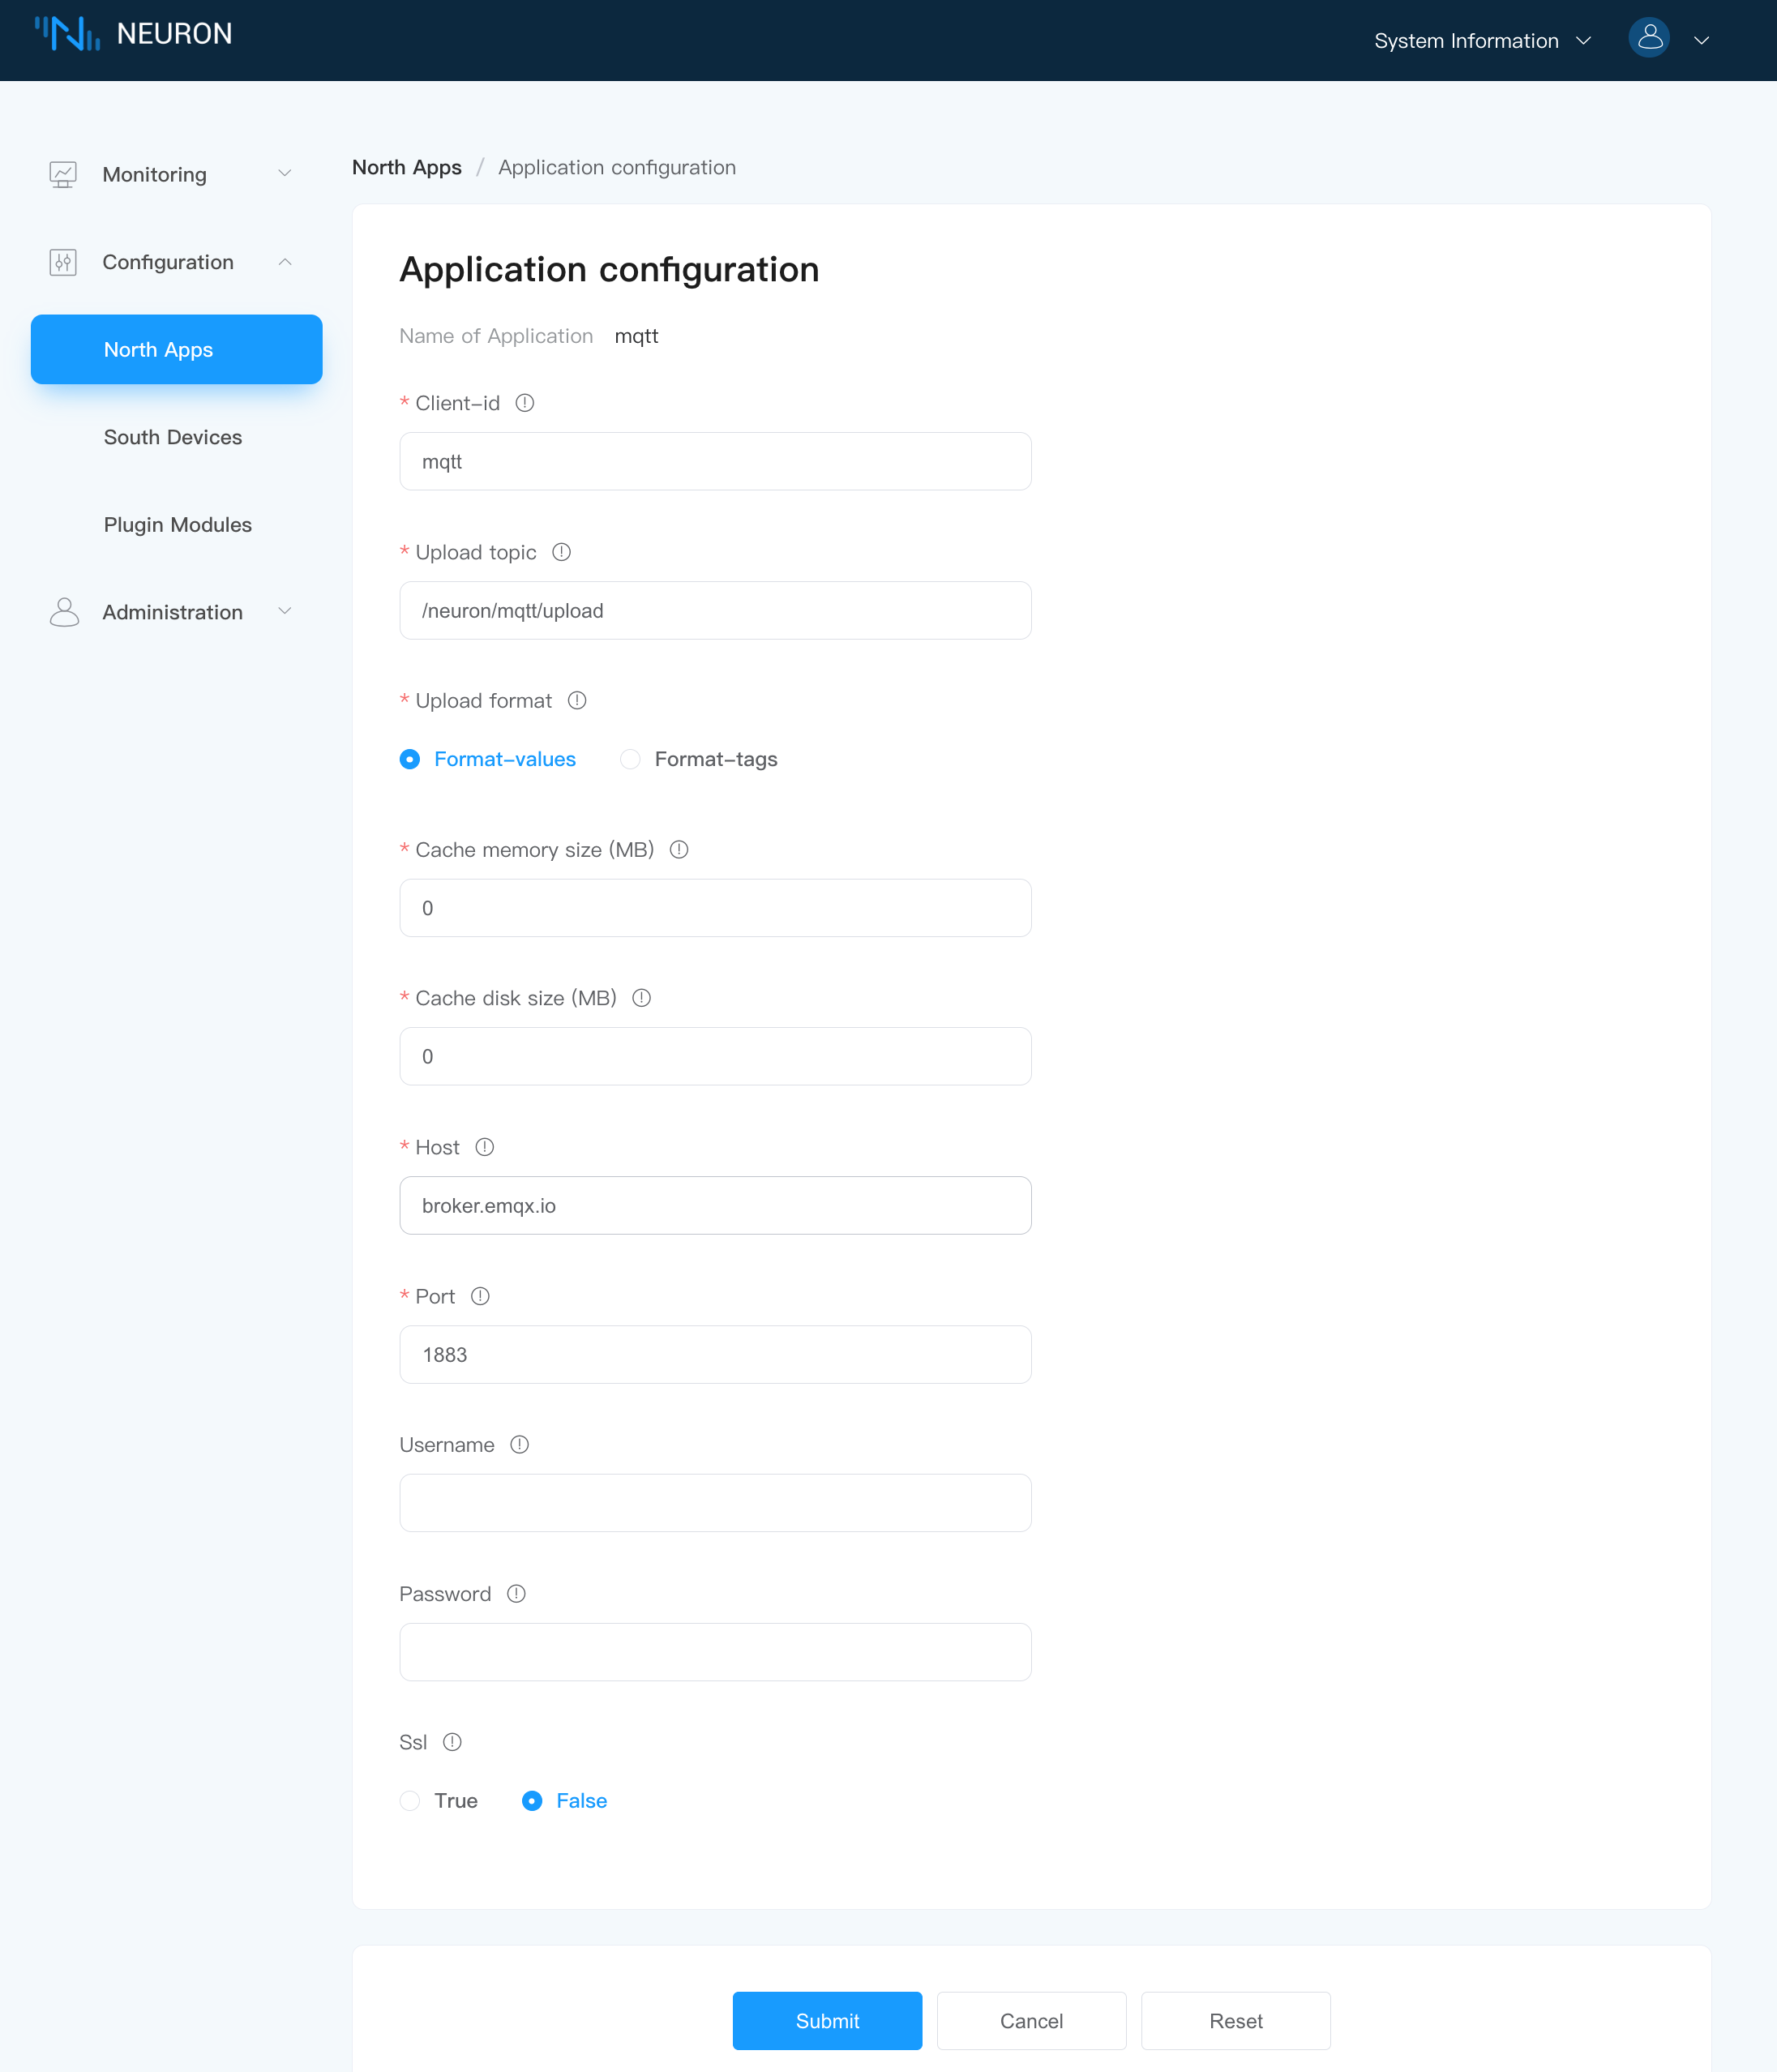 NEURON
System Information
Monitoring
Configuration
North Apps
South Devices
Plugin Modules
Administration
North Apps / Application configuration
Application configuration
Name of Application mqtt
* Client-id
mqtt
* Upload topic
/neuron/mqtt/upload
* Upload format
Format-values Format-tags
* Cache memory size (MB)
0
* Cache disk size (MB)
0
* Host
broker.emqx.io
* Port
1883
Username
Password
Ssl
True False
Submit Cancel Reset